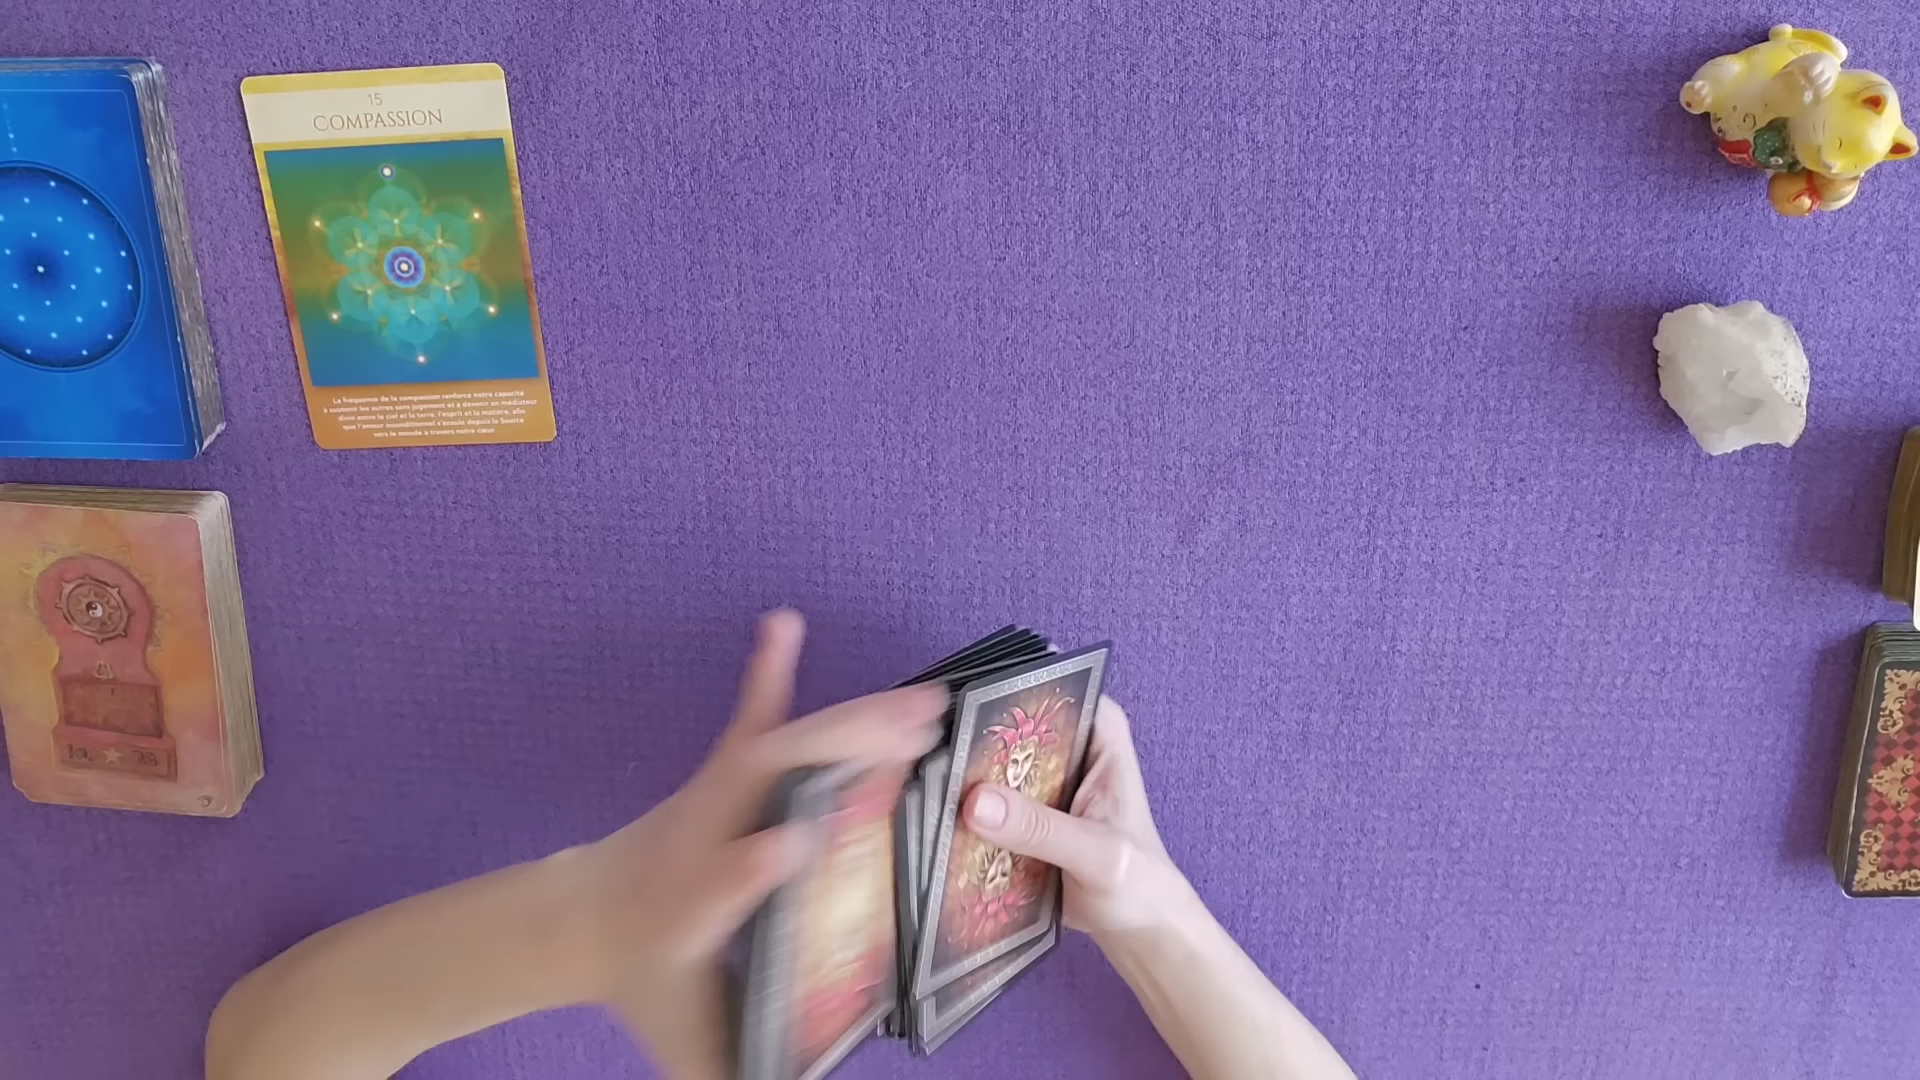 15
COMPASSION
La fréquence de la compassion renforce notre capacité
à soutenir les autres sans jugement et à devenir un médiateur
divin entre le ciel et la terre, l'esprit et la matière, afin
que l'amour inconditionnel s'écoule depuis la Source
vers le monde à travers notre cœur